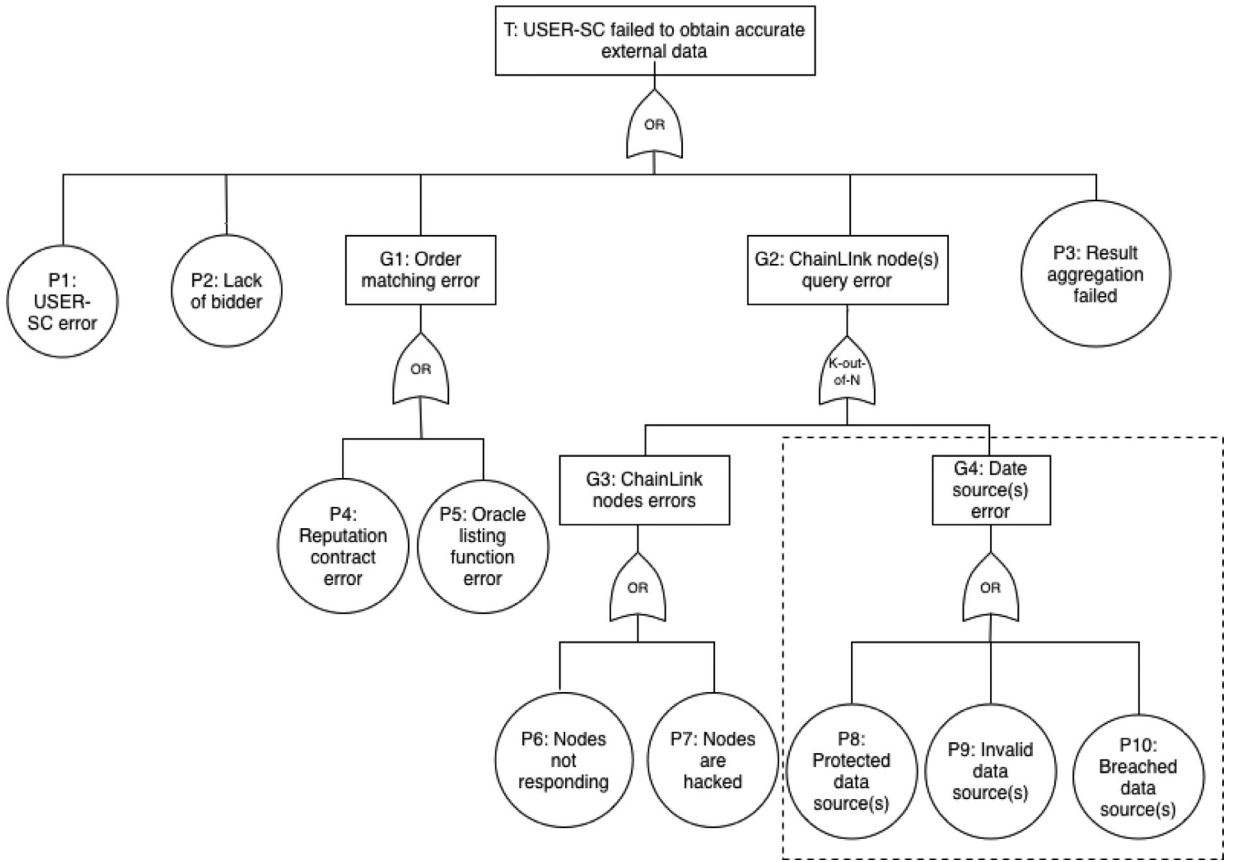 T: USER-SC failed to obtain accurate
external data
OR
P1:
USER-
SC error
P2: Lack
of bidder
G1: Order
matching error
G2: ChainLInk node(s)
query error
P3: Result
aggregation
failed
OR
K-out-
of-N
G3: ChainLink
nodes errors
G4: Date
source(s)
error
P4:
Reputation
contract
error
P5: Oracle
listing
function
error
OR
OR
P6: Nodes
not
responding
P7: Nodes
are
hacked
P8:
Protected
data
source(s)
P9: Invalid
data
source(s)
P10:
Breached
data
source(s)